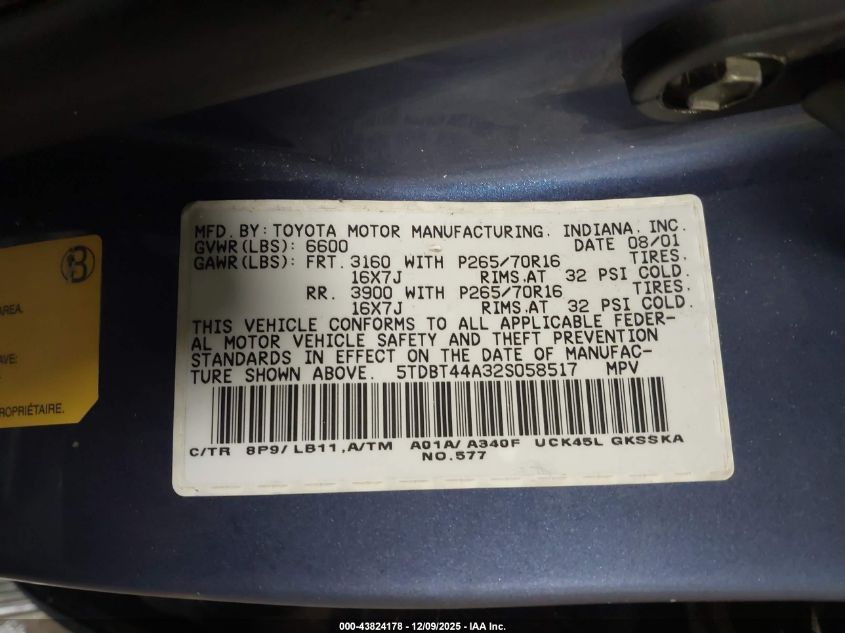 MFD. BY: TOYOTA MOTOR MANUFACTURING. INDIANA, INC.
GVWR(LBS): 6600 DATE 08/01
GAWR(LBS): FRT. 3160 WITH P265/70R16 TIRES.
16X7J RIMS.AT 32 PSI COLD.
RR. 3900 WITH P265/70R16 TIRES.
16X7J RIMS.AT 32 PSI COLD.
THIS VEHICLE CONFORMS TO ALL APPLICABLE FEDER-
AL MOTOR VEHICLE SAFETY AND THEFT PREVENTION
STANDARDS IN EFFECT ON THE DATE OF MANUFAC-
TURE SHOWN ABOVE. 5TDBT44A32S058517 MPV
C/TR 8P9/ LB11,A/TM A01A/ A340F UCK45L GKSSKA
NO.577
AREA.
AVE:
PROPRIÉTAIRE.
000-43824178 - 12/09/2025 - IAA Inc.